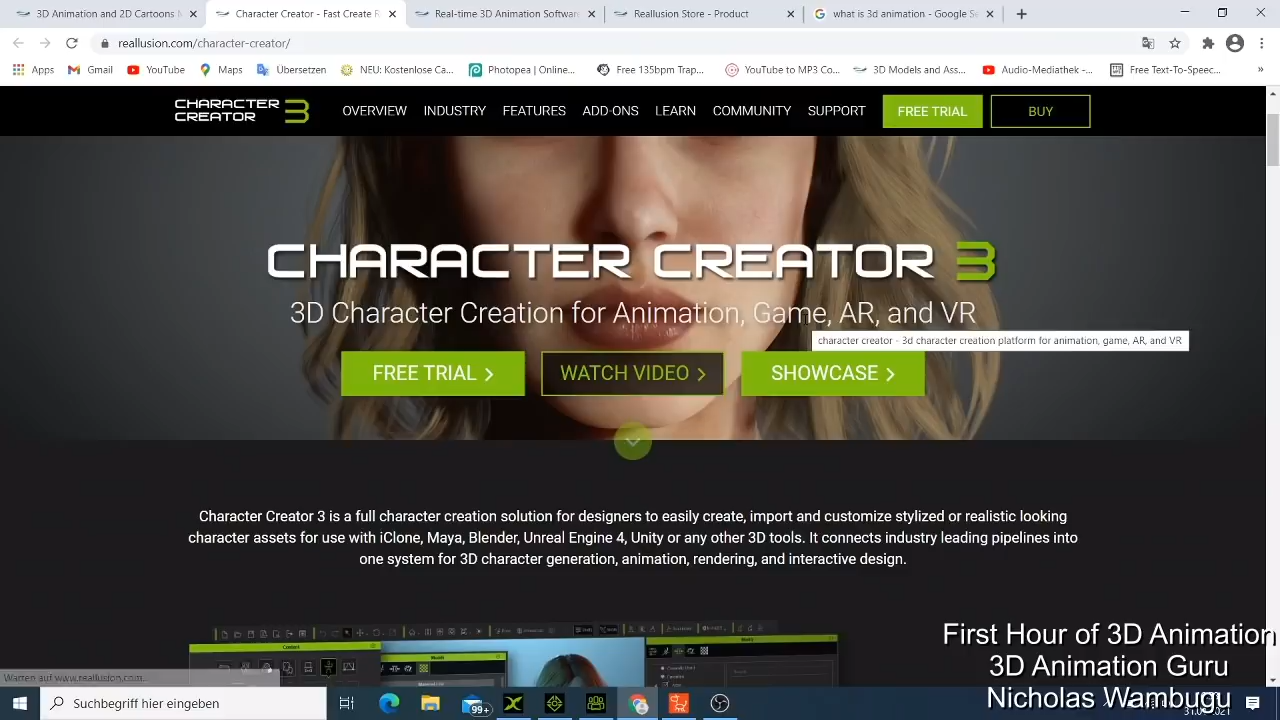 3D Animation and 2D Cartoons
Character Creator - Fast Create R
Real-time 3D Animation Software
Reallusion Store - Product
what is 3d animation - Google Se
reallusion.com/character-creator/
Apps
Gmail
YouTube
Maps
Übersetzen
NEU: Kostenlose Ca...
Photopea | Online...
Free 135bpm Trap...
YouTube to MP3 Co...
3D Models and Ass...
Audio-Mediathek -...
Free Text-To-Speec...
CHARACTER CREATOR 3
OVERVIEW
INDUSTRY
FEATURES
ADD-ONS
LEARN
COMMUNITY
SUPPORT
FREE TRIAL
BUY
CHARACTER CREATOR 3
3D Character Creation for Animation, Game, AR, and VR
character creator - 3d character creation platform for animation, game, AR, and VR
FREE TRIAL
WATCH VIDEO
SHOWCASE
Character Creator 3 is a full character creation solution for designers to easily create, import and customize stylized or realistic looking
character assets for use with iClone, Maya, Blender, Unreal Engine 4, Unity or any other 3D tools. It connects industry leading pipelines into
one system for 3D character generation, animation, rendering, and interactive design.
Content
Modify
First Hour of 3D Animation
3D Animation Guru
Nicholas Wambugu
Suchbegriff hier eingeben
99+